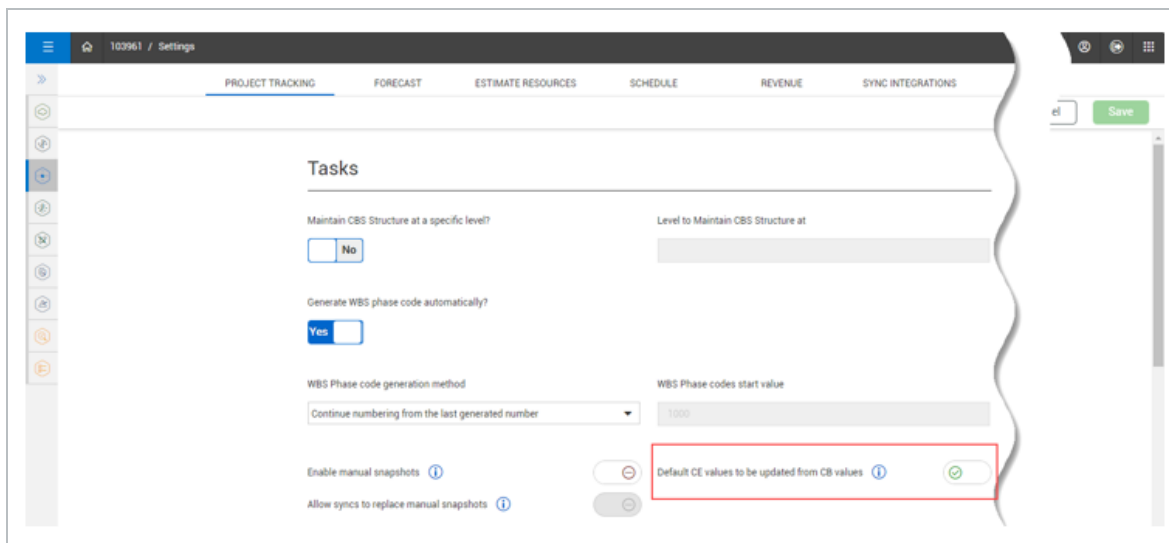 103961 / Settings
PROJECT TRACKING FORECAST ESTIMATE RESOURCES SCHEDULE REVENUE SYNC INTEGRATIONS
el Save
Tasks
Maintain CBS Structure at a specific level? Level to Maintain CBS Structure at
No
Generate WBS phase code automatically?
Yes
WBS Phase code generation method WBS Phase codes start value
Continue numbering from the last generated number 1000
Enable manual snapshots Default CE values to be updated from CB values
Allow syncs to replace manual snapshots